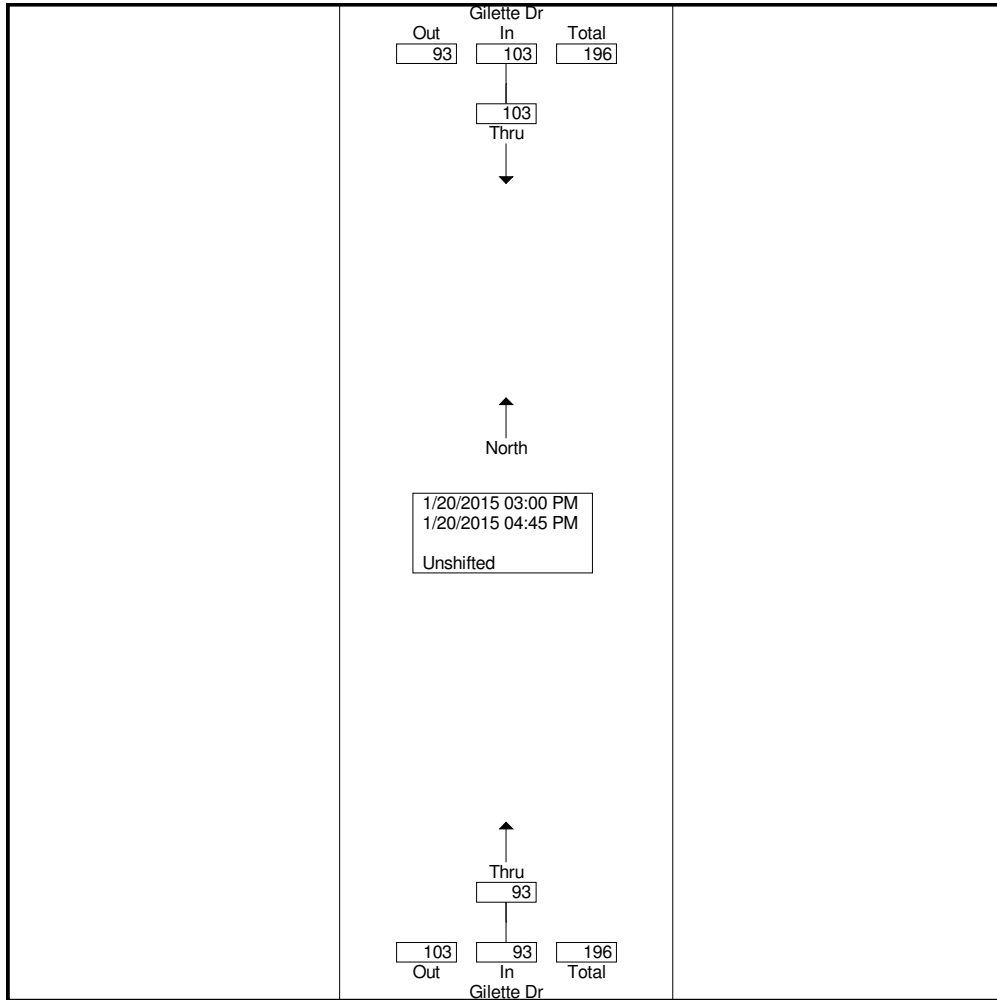 Gilette Dr
Out In Total
93 103 196
103
Thru
North
1/20/2015 03:00 PM
1/20/2015 04:45 PM
Unshifted
Thru
93
103 93 196
Out In Total
Gilette Dr